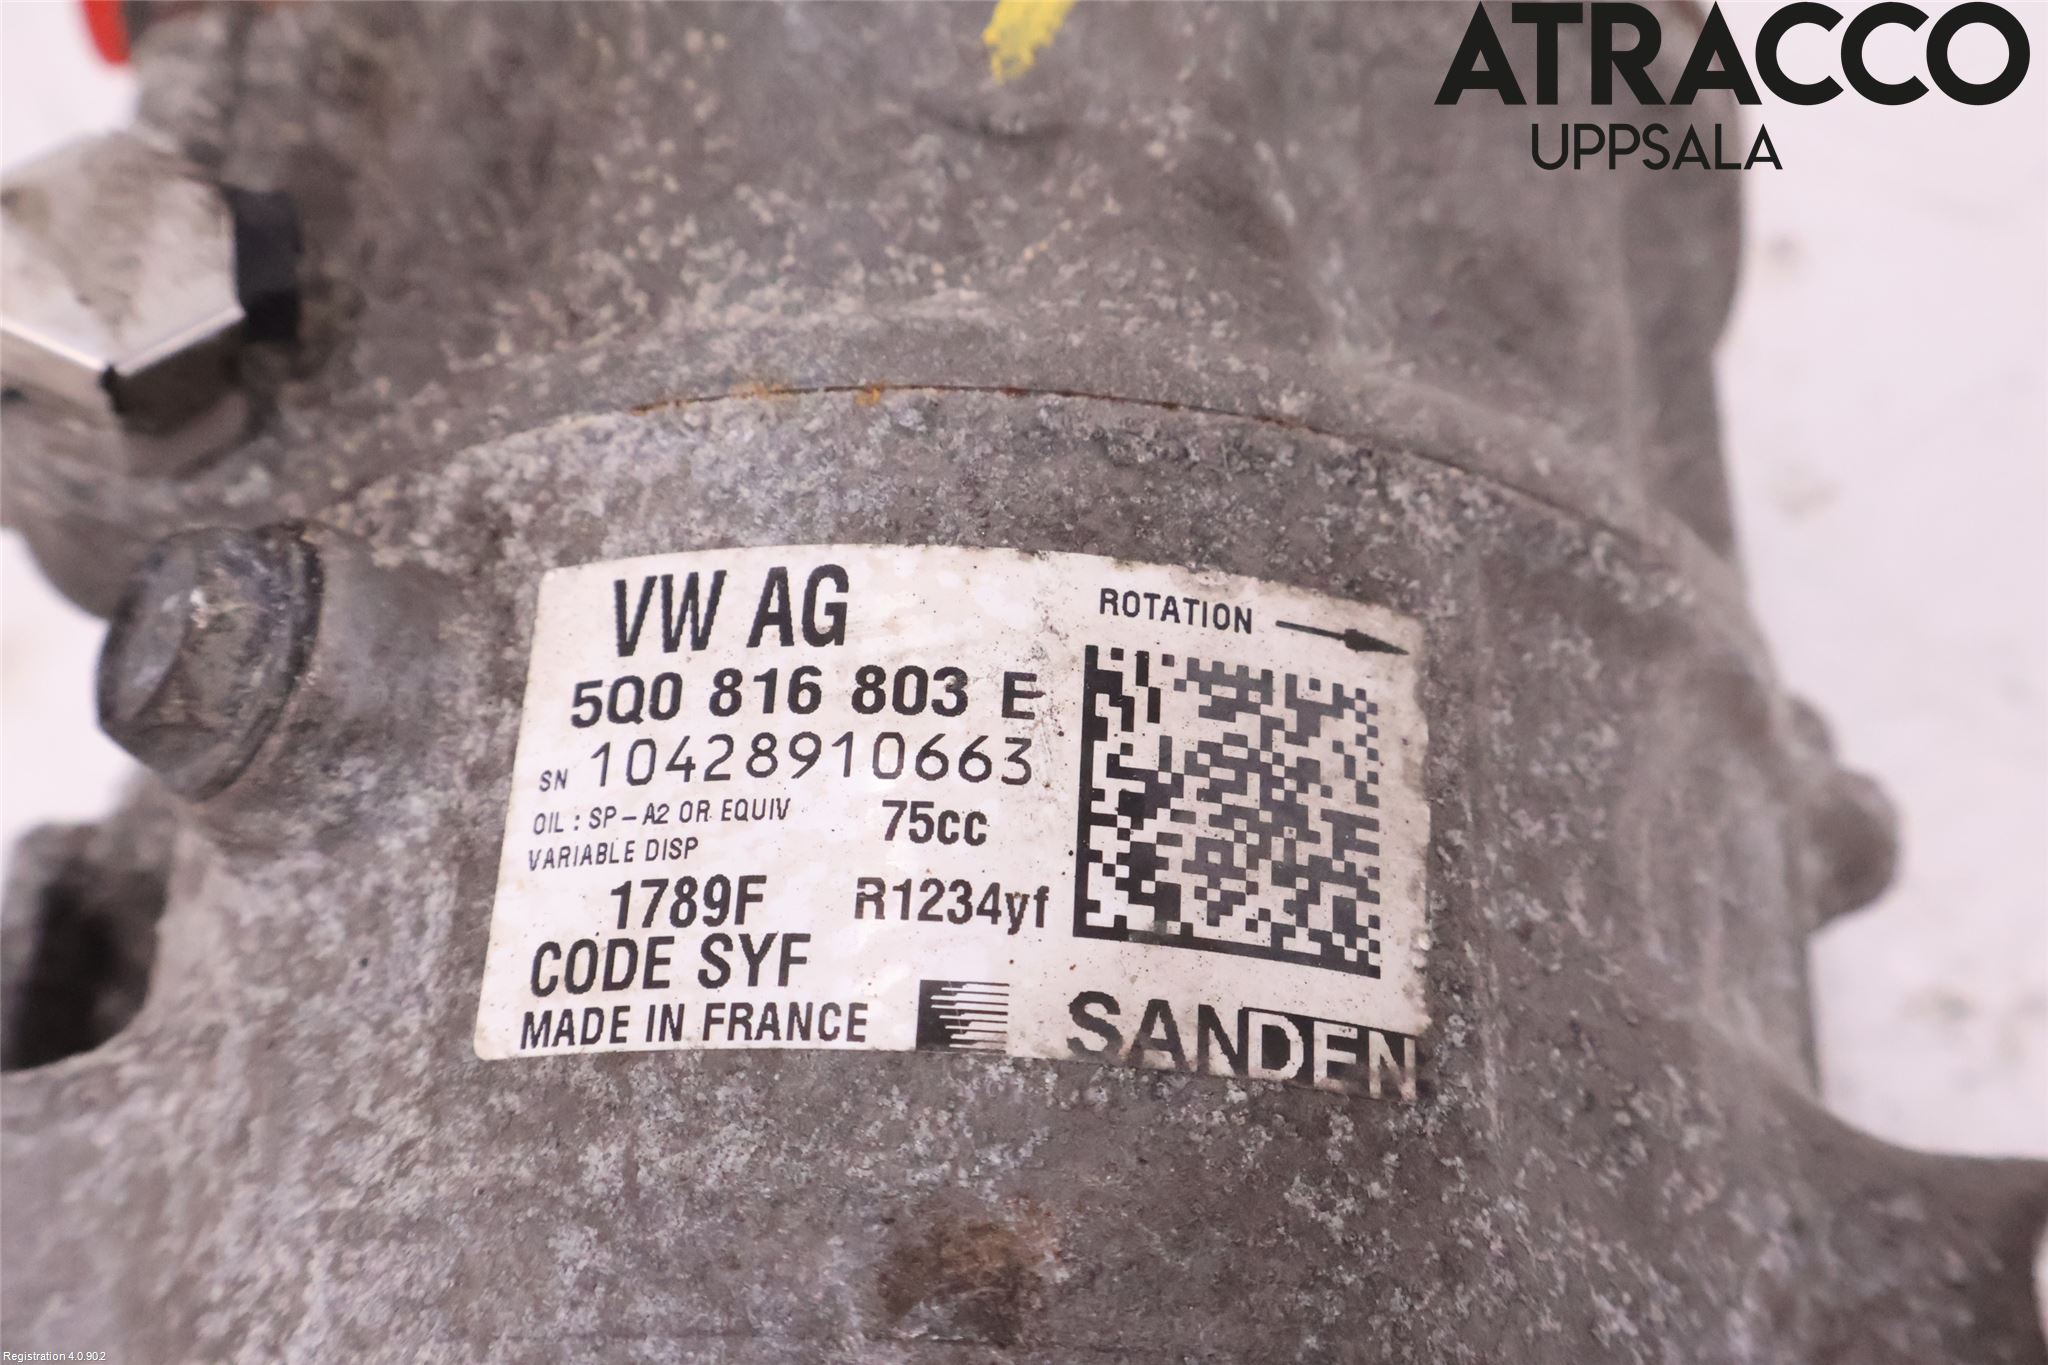 ATRACCO
UPPSALA
VW AG
ROTATION
5Q0 816 803 E
SN 10428910663
OIL : SP-A2 OR EQUIV 75cc
VARIABLE DISP
1789F R1234yf
CODE SYF
MADE IN FRANCE
SANDEN
Registration 4.0.902